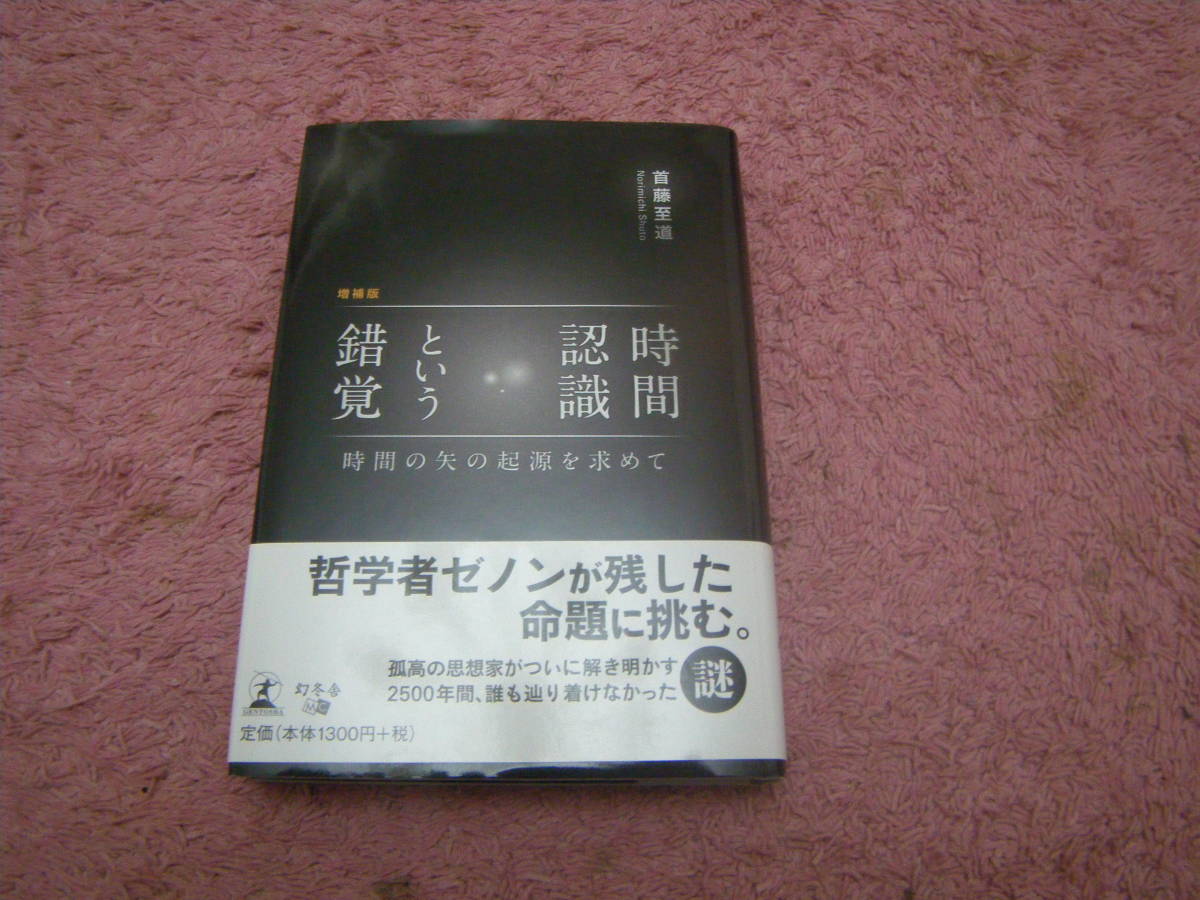 首藤至道
Norimichi Shuto
増補版
時間
認識
という
錯覚
時間の矢の起源を求めて
哲学者ゼノンが残した
命題に挑む。
孤高の思想家がついに解き明かす
2500年間、誰も辿り着けなかった
謎
GENTOSHA
幻冬舎
MC
定価(本体1300円+税)